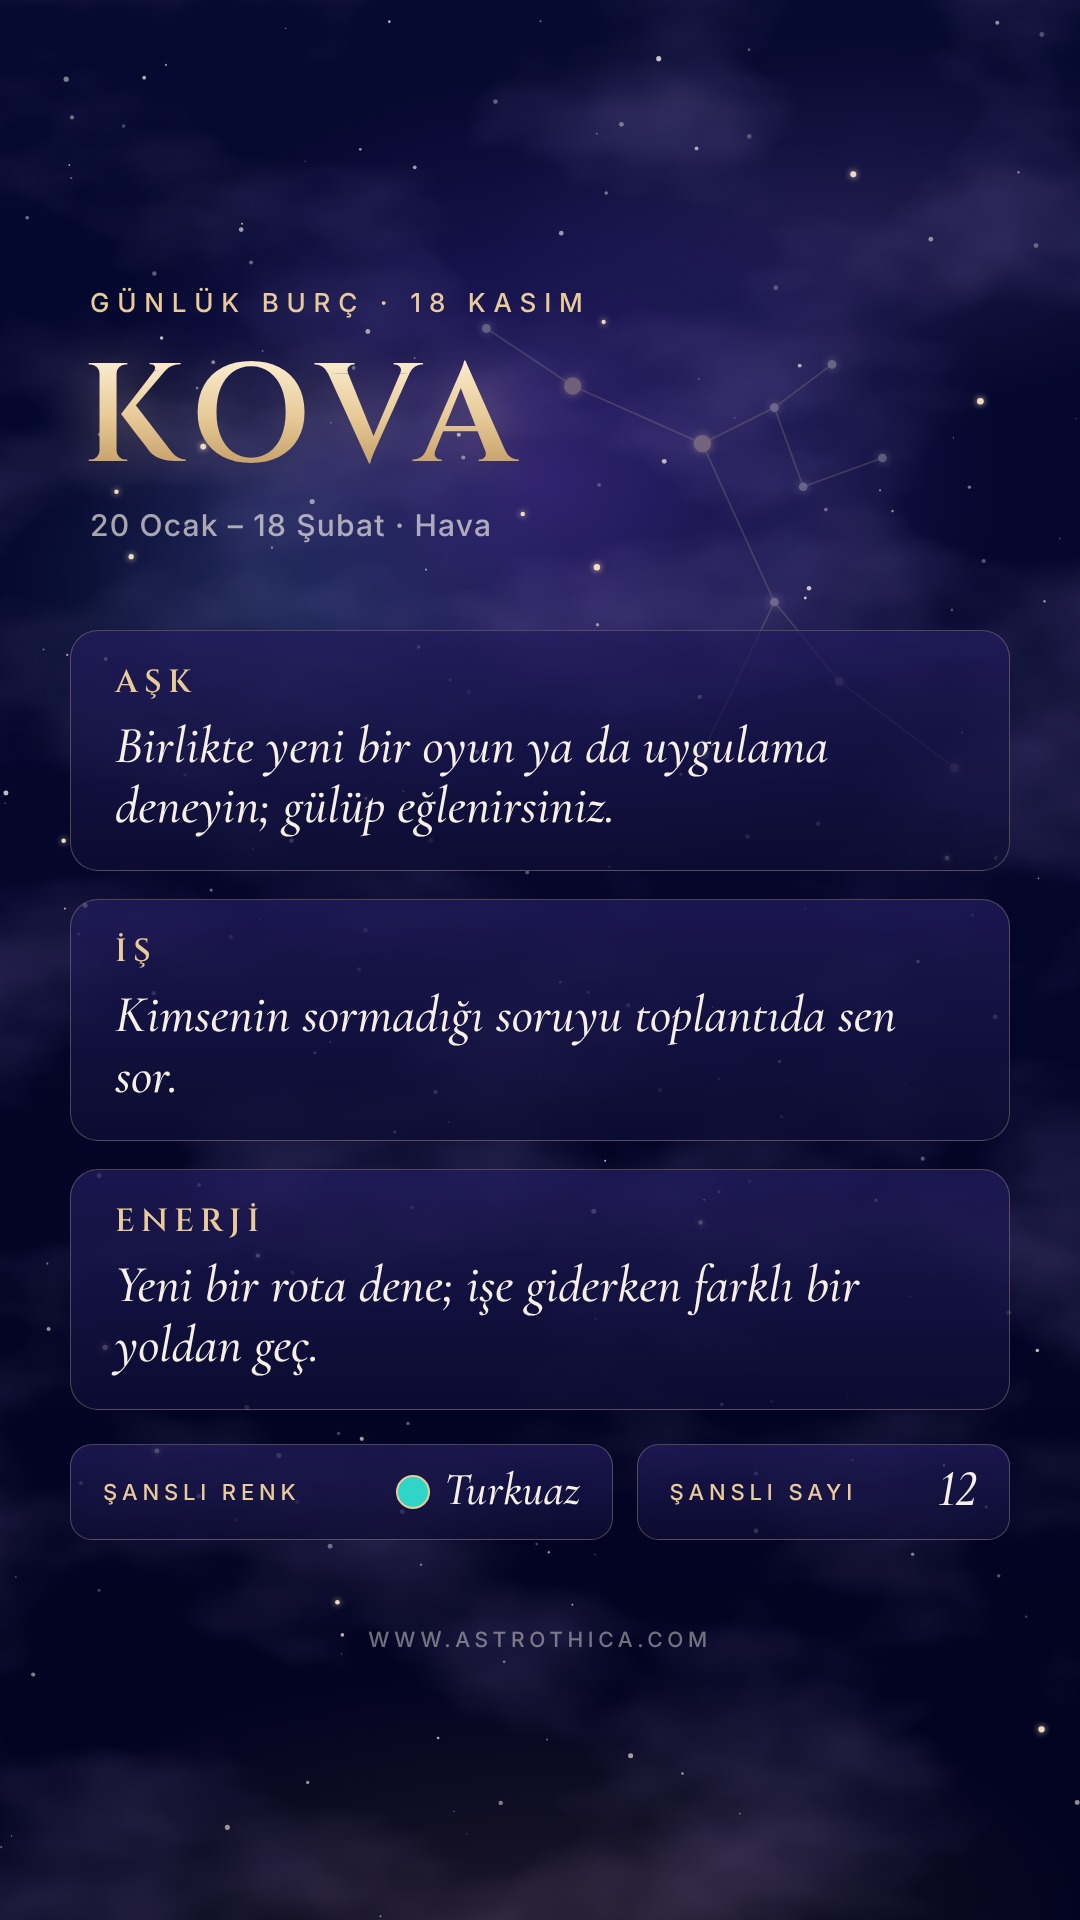 GÜNLÜK BURÇ · 18 KASIM
KOVA
20 Ocak – 18 Şubat · Hava
AŞK
Birlikte yeni bir oyun ya da uygulama
deneyin; gülüp eğlenirsiniz.
İŞ
Kimsenin sormadığı soruyu toplantıda sen
sor.
ENERJİ
Yeni bir rota dene; işe giderken farklı bir
yoldan geç.
ŞANSLI RENK
Turkuaz
ŞANSLI SAYI
12
WWW.ASTROTHICA.COM